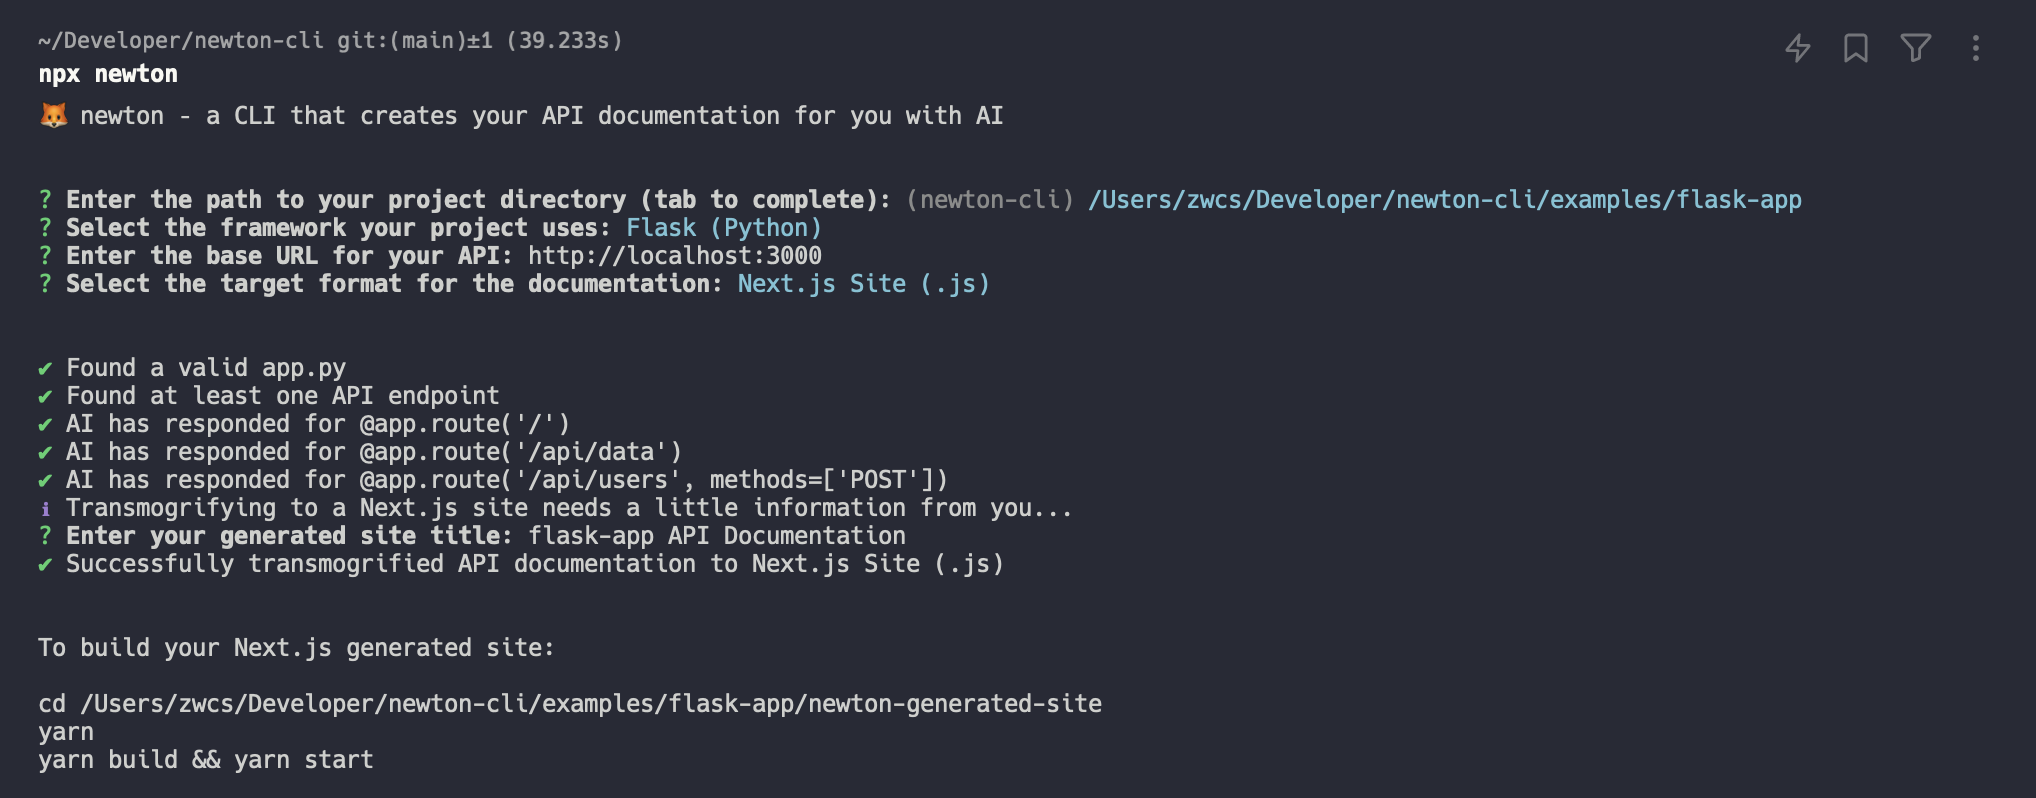 ~/Developer/newton-cli git:(main)±1 (39.233s)
npx newton
🦊 newton - a CLI that creates your API documentation for you with AI
? Enter the path to your project directory (tab to complete): (newton-cli) /Users/zwcs/Developer/newton-cli/examples/flask-app
? Select the framework your project uses: Flask (Python)
? Enter the base URL for your API: http://localhost:3000
? Select the target format for the documentation: Next.js Site (.js)
✔ Found a valid app.py
✔ Found at least one API endpoint
✔ AI has responded for @app.route('/')
✔ AI has responded for @app.route('/api/data')
✔ AI has responded for @app.route('/api/users', methods=['POST'])
ℹ Transmogrifying to a Next.js site needs a little information from you...
? Enter your generated site title: flask-app API Documentation
✔ Successfully transmogrified API documentation to Next.js Site (.js)
To build your Next.js generated site:
cd /Users/zwcs/Developer/newton-cli/examples/flask-app/newton-generated-site
yarn
yarn build && yarn start